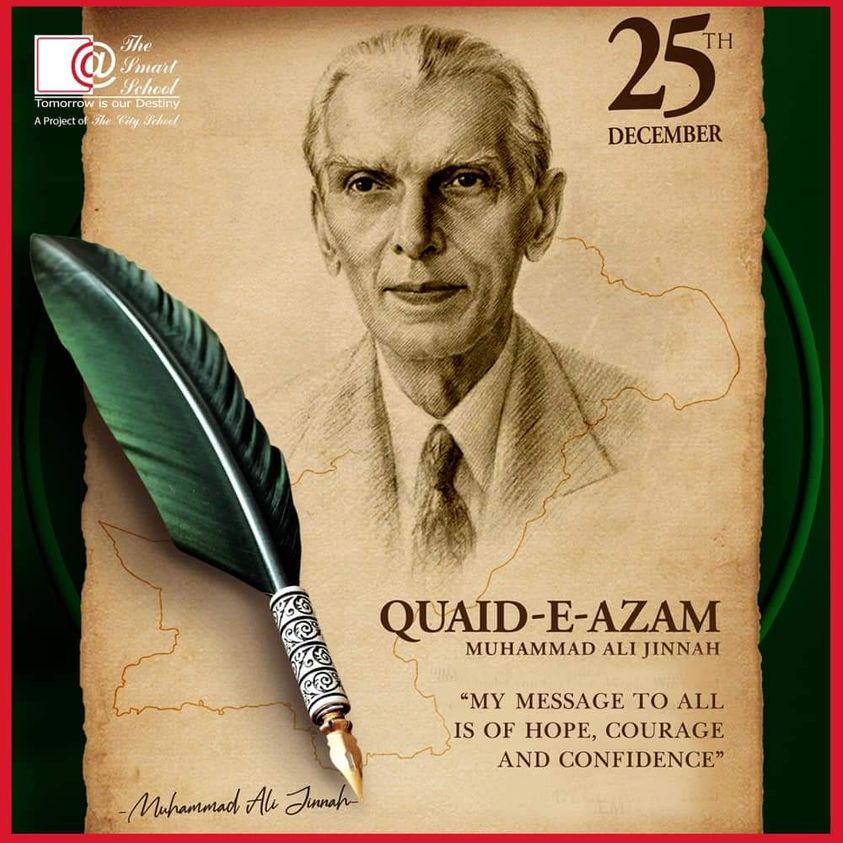 The
Smart
School
Tomorrow is our Destiny
A Project of The City School
25TH
DECEMBER
QUAID-E-AZAM
MUHAMMAD ALI JINNAH
“MY MESSAGE TO ALL
IS OF HOPE, COURAGE
AND CONFIDENCE”
-Muhammad Ali Jinnah-